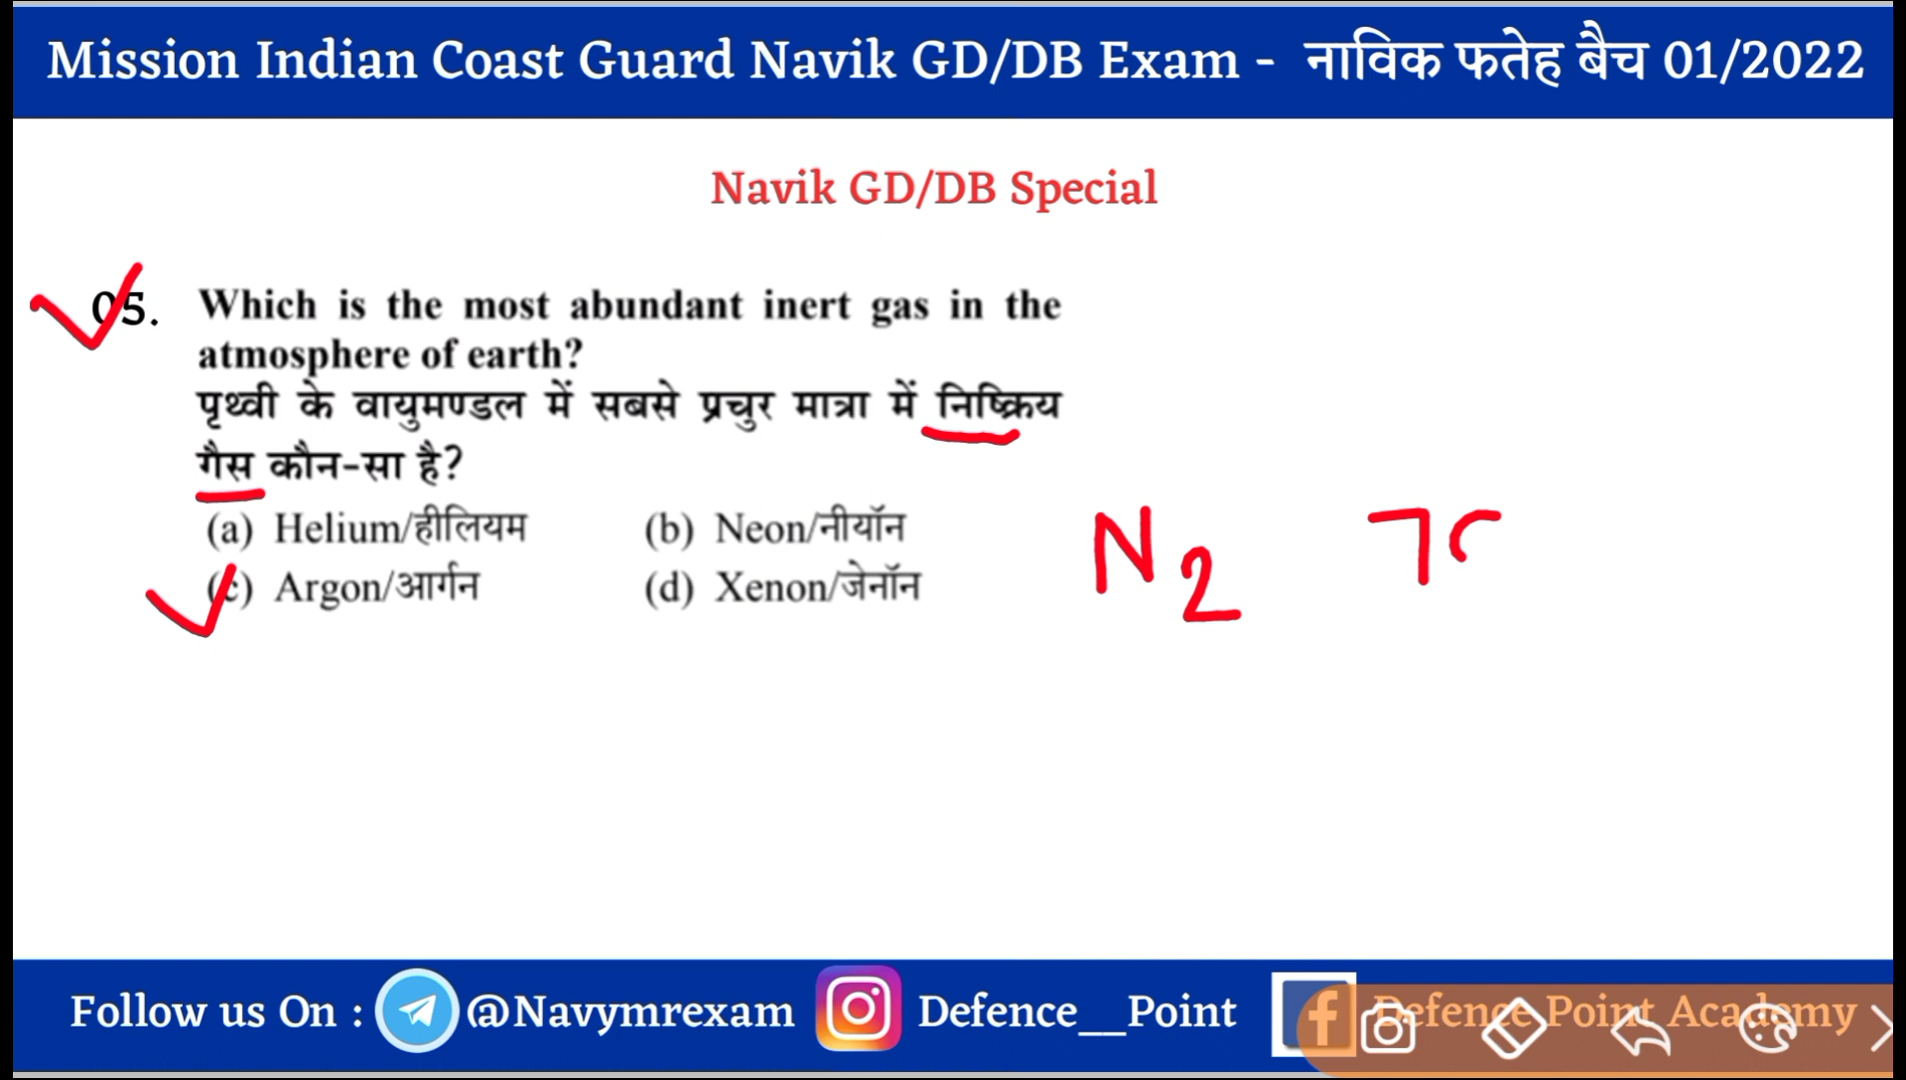 Mission Indian Coast Guard Navik GD/DB Exam - नाविक फतेह बैच 01/2022
Navik GD/DB Special
05. Which is the most abundant inert gas in the
atmosphere of earth?
पृथ्वी के वायुमण्डल में सबसे प्रचुर मात्रा में निष्क्रिय
गैस कौन-सा है?
(a) Helium/हीलियम (b) Neon/नीयॉन
(c) Argon/आर्गन (d) Xenon/जेनॉन
N2 7
Follow us On : @Navymrexam Defence__Point Defence Point Academy